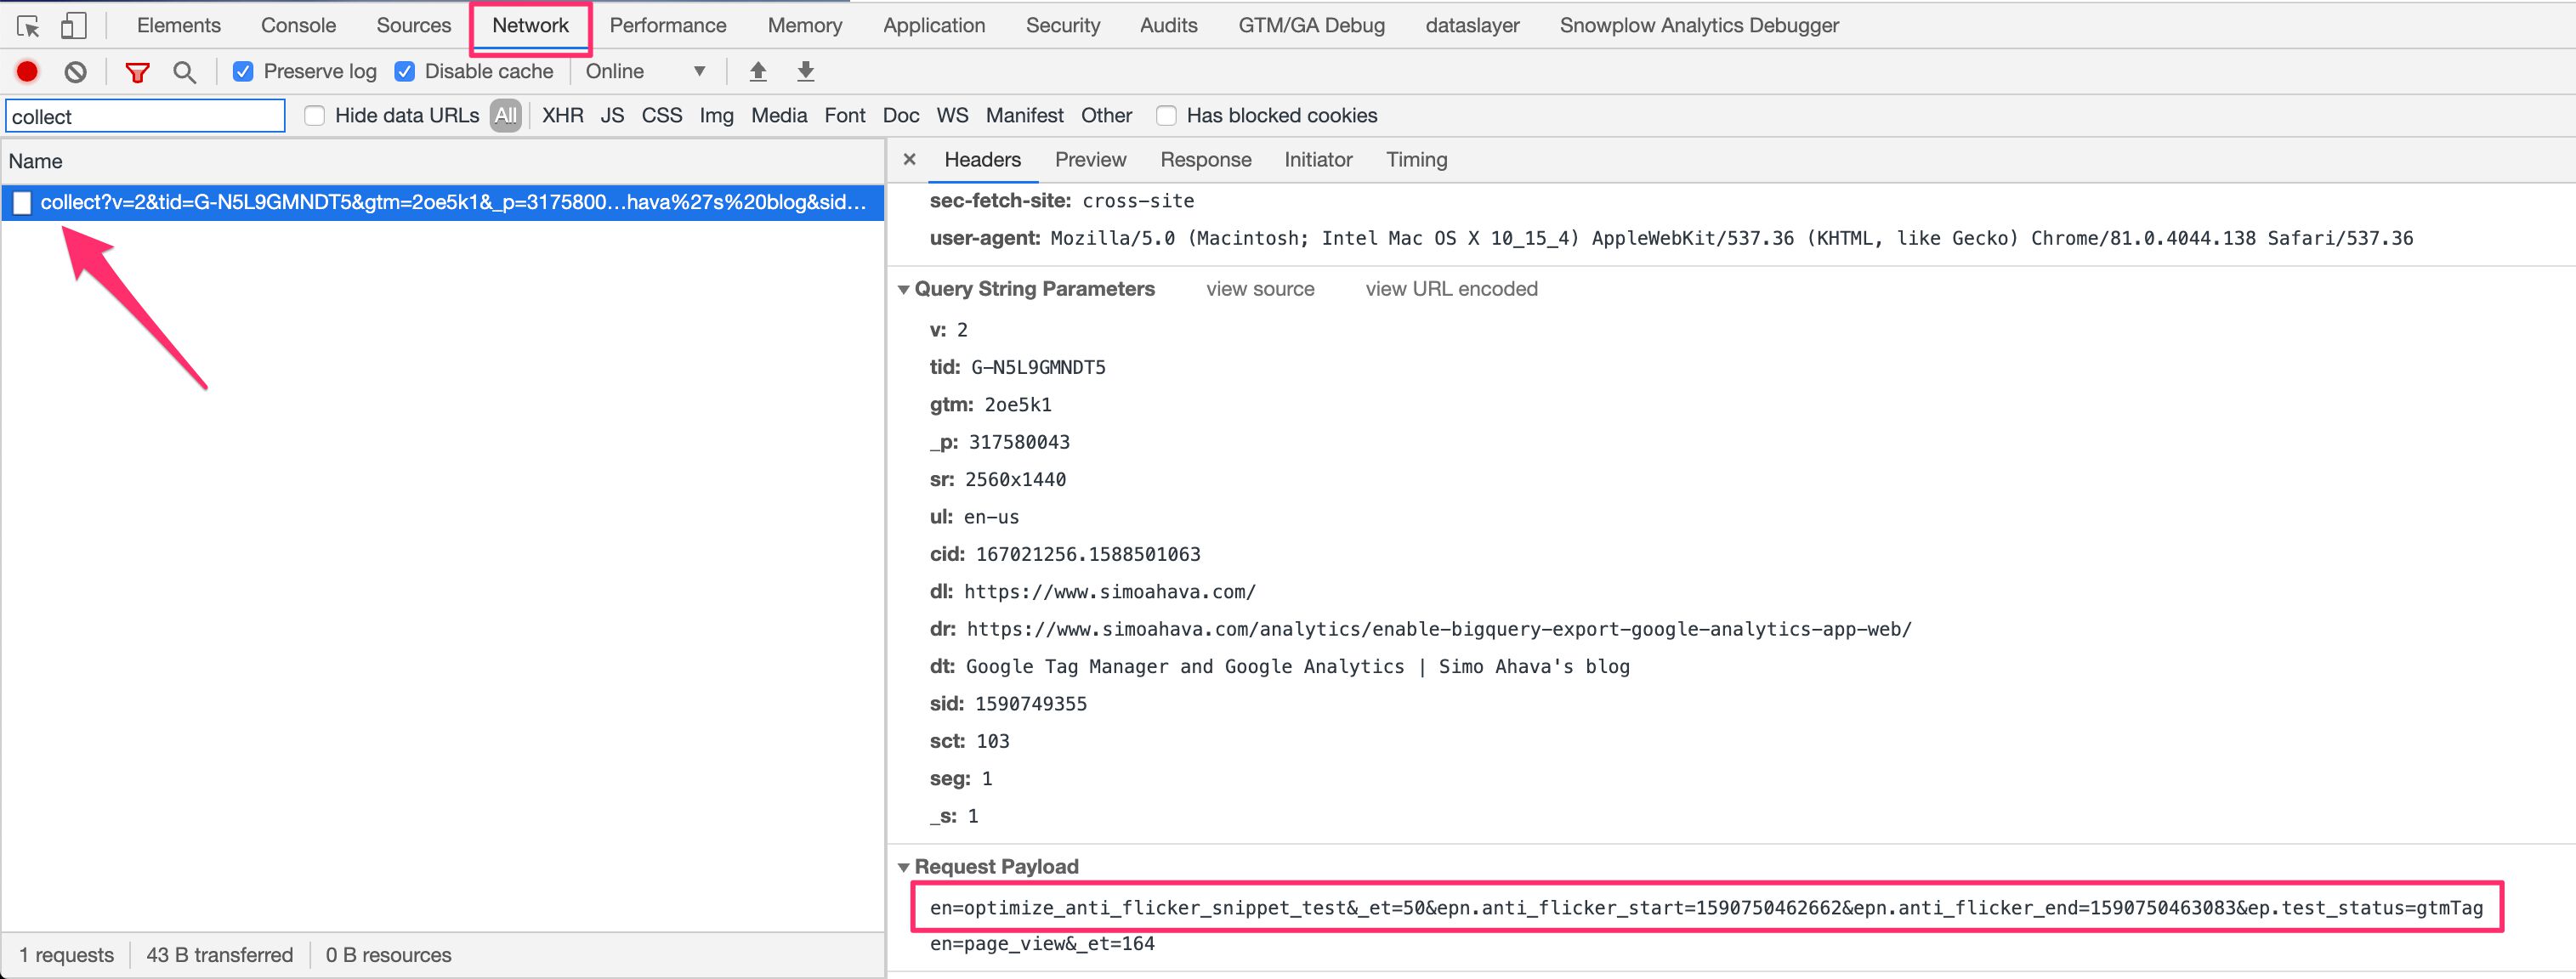 Elements Console Sources Network Performance Memory Application Security Audits GTM/GA Debug dataslayer Snowplow Analytics Debugger
Preserve log Disable cache Online
collect Hide data URLs All XHR JS CSS Img Media Font Doc WS Manifest Other Has blocked cookies
Name
collect?v=2&tid=G-N5L9GMNDT5&gtm=2oe5k1&_p=3175800…hava%27s%20blog&sid…
1 requests 43 B transferred 0 B resources
Headers Preview Response Initiator Timing
sec-fetch-site: cross-site
user-agent: Mozilla/5.0 (Macintosh; Intel Mac OS X 10_15_4) AppleWebKit/537.36 (KHTML, like Gecko) Chrome/81.0.4044.138 Safari/537.36
Query String Parameters view source view URL encoded
v: 2
tid: G-N5L9GMNDT5
gtm: 2oe5k1
_p: 317580043
sr: 2560x1440
ul: en-us
cid: 167021256.1588501063
dl: https://www.simoahava.com/
dr: https://www.simoahava.com/analytics/enable-bigquery-export-google-analytics-app-web/
dt: Google Tag Manager and Google Analytics | Simo Ahava's blog
sid: 1590749355
sct: 103
seg: 1
_s: 1
Request Payload
en=optimize_anti_flicker_snippet_test&_et=50&epn.anti_flicker_start=1590750462662&epn.anti_flicker_end=1590750463083&ep.test_status=gtmTag
en=page_view&_et=164